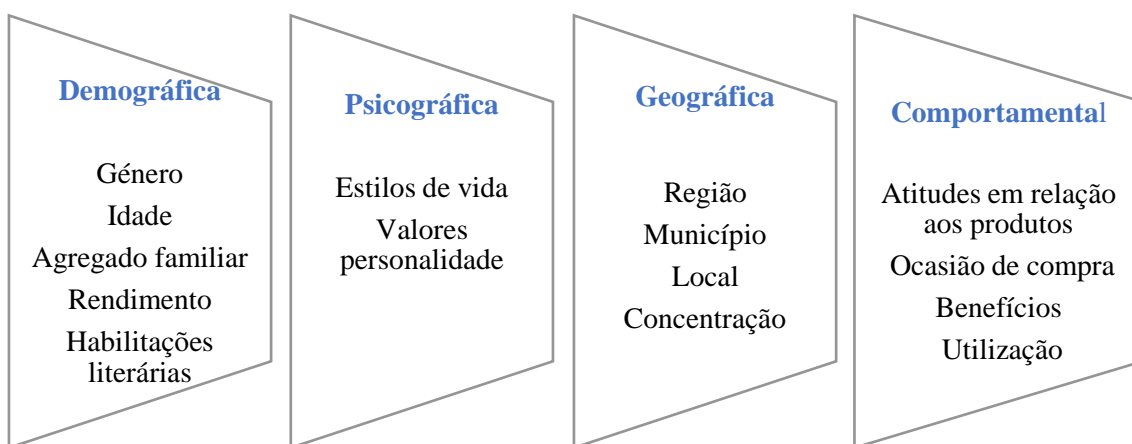 Demográfica
Género
Idade
Agregado familiar
Rendimento
Habilitações
literárias
Psicográfica
Estilos de vida
Valores
personalidade
Geográfica
Região
Município
Local
Concentração
Comportamental
Atitudes em relação
aos produtos
Ocasião de compra
Benefícios
Utilização